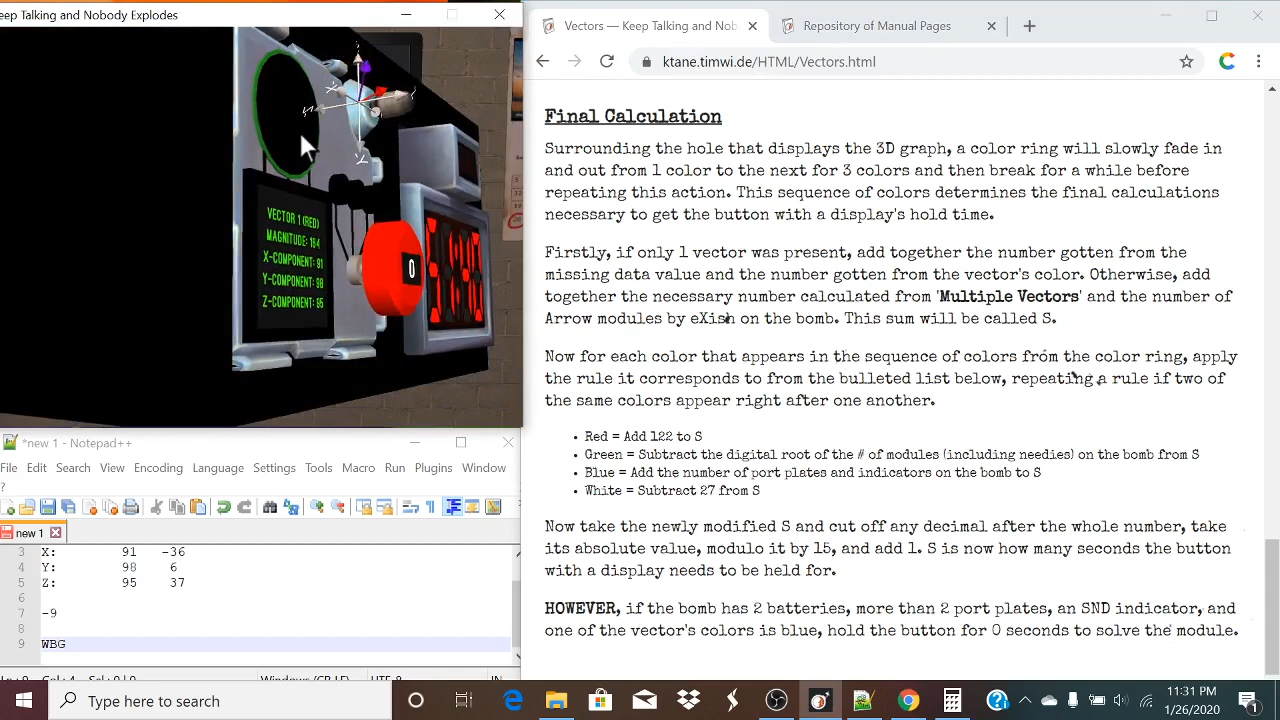 eep Talking and Nobody Explodes
VECTOR 1 (RED)
MAGNITUDE: 164
X-COMPONENT: 91
Y-COMPONENT: 98
Z-COMPONENT: 95
0
*new 1 - Notepad++
File Edit Search View Encoding Language Settings Tools Macro Run Plugins Window
?
new 1
3 X: 91 -36
4 Y: 98 6
5 Z: 95 37
6
7 -9
8
9 WBG
Vectors — Keep Talking and Nob
Repository of Manual Pages
ktane.timwi.de/HTML/Vectors.html
Final Calculation
Surrounding the hole that displays the 3D graph, a color ring will slowly fade in
and out from 1 color to the next for 3 colors and then break for a while before
repeating this action. This sequence of colors determines the final calculations
necessary to get the button with a display's hold time.
Firstly, if only 1 vector was present, add together the number gotten from the
missing data value and the number gotten from the vector's color. Otherwise, add
together the necessary number calculated from 'Multiple Vectors' and the number of
Arrow modules by eXish on the bomb. This sum will be called S.
Now for each color that appears in the sequence of colors from the color ring, apply
the rule it corresponds to from the bulleted list below, repeating a rule if two of
the same colors appear right after one another.
• Red = Add 122 to S
• Green = Subtract the digital root of the # of modules (including needies) on the bomb from S
• Blue = Add the number of port plates and indicators on the bomb to S
• White = Subtract 27 from S
Now take the newly modified S and cut off any decimal after the whole number, take
its absolute value, modulo it by 15, and add 1. S is now how many seconds the button
with a display needs to be held for.
HOWEVER, if the bomb has 2 batteries, more than 2 port plates, an SND indicator, and
one of the vector's colors is blue, hold the button for 0 seconds to solve the module.
Type here to search
11:31 PM
1/26/2020